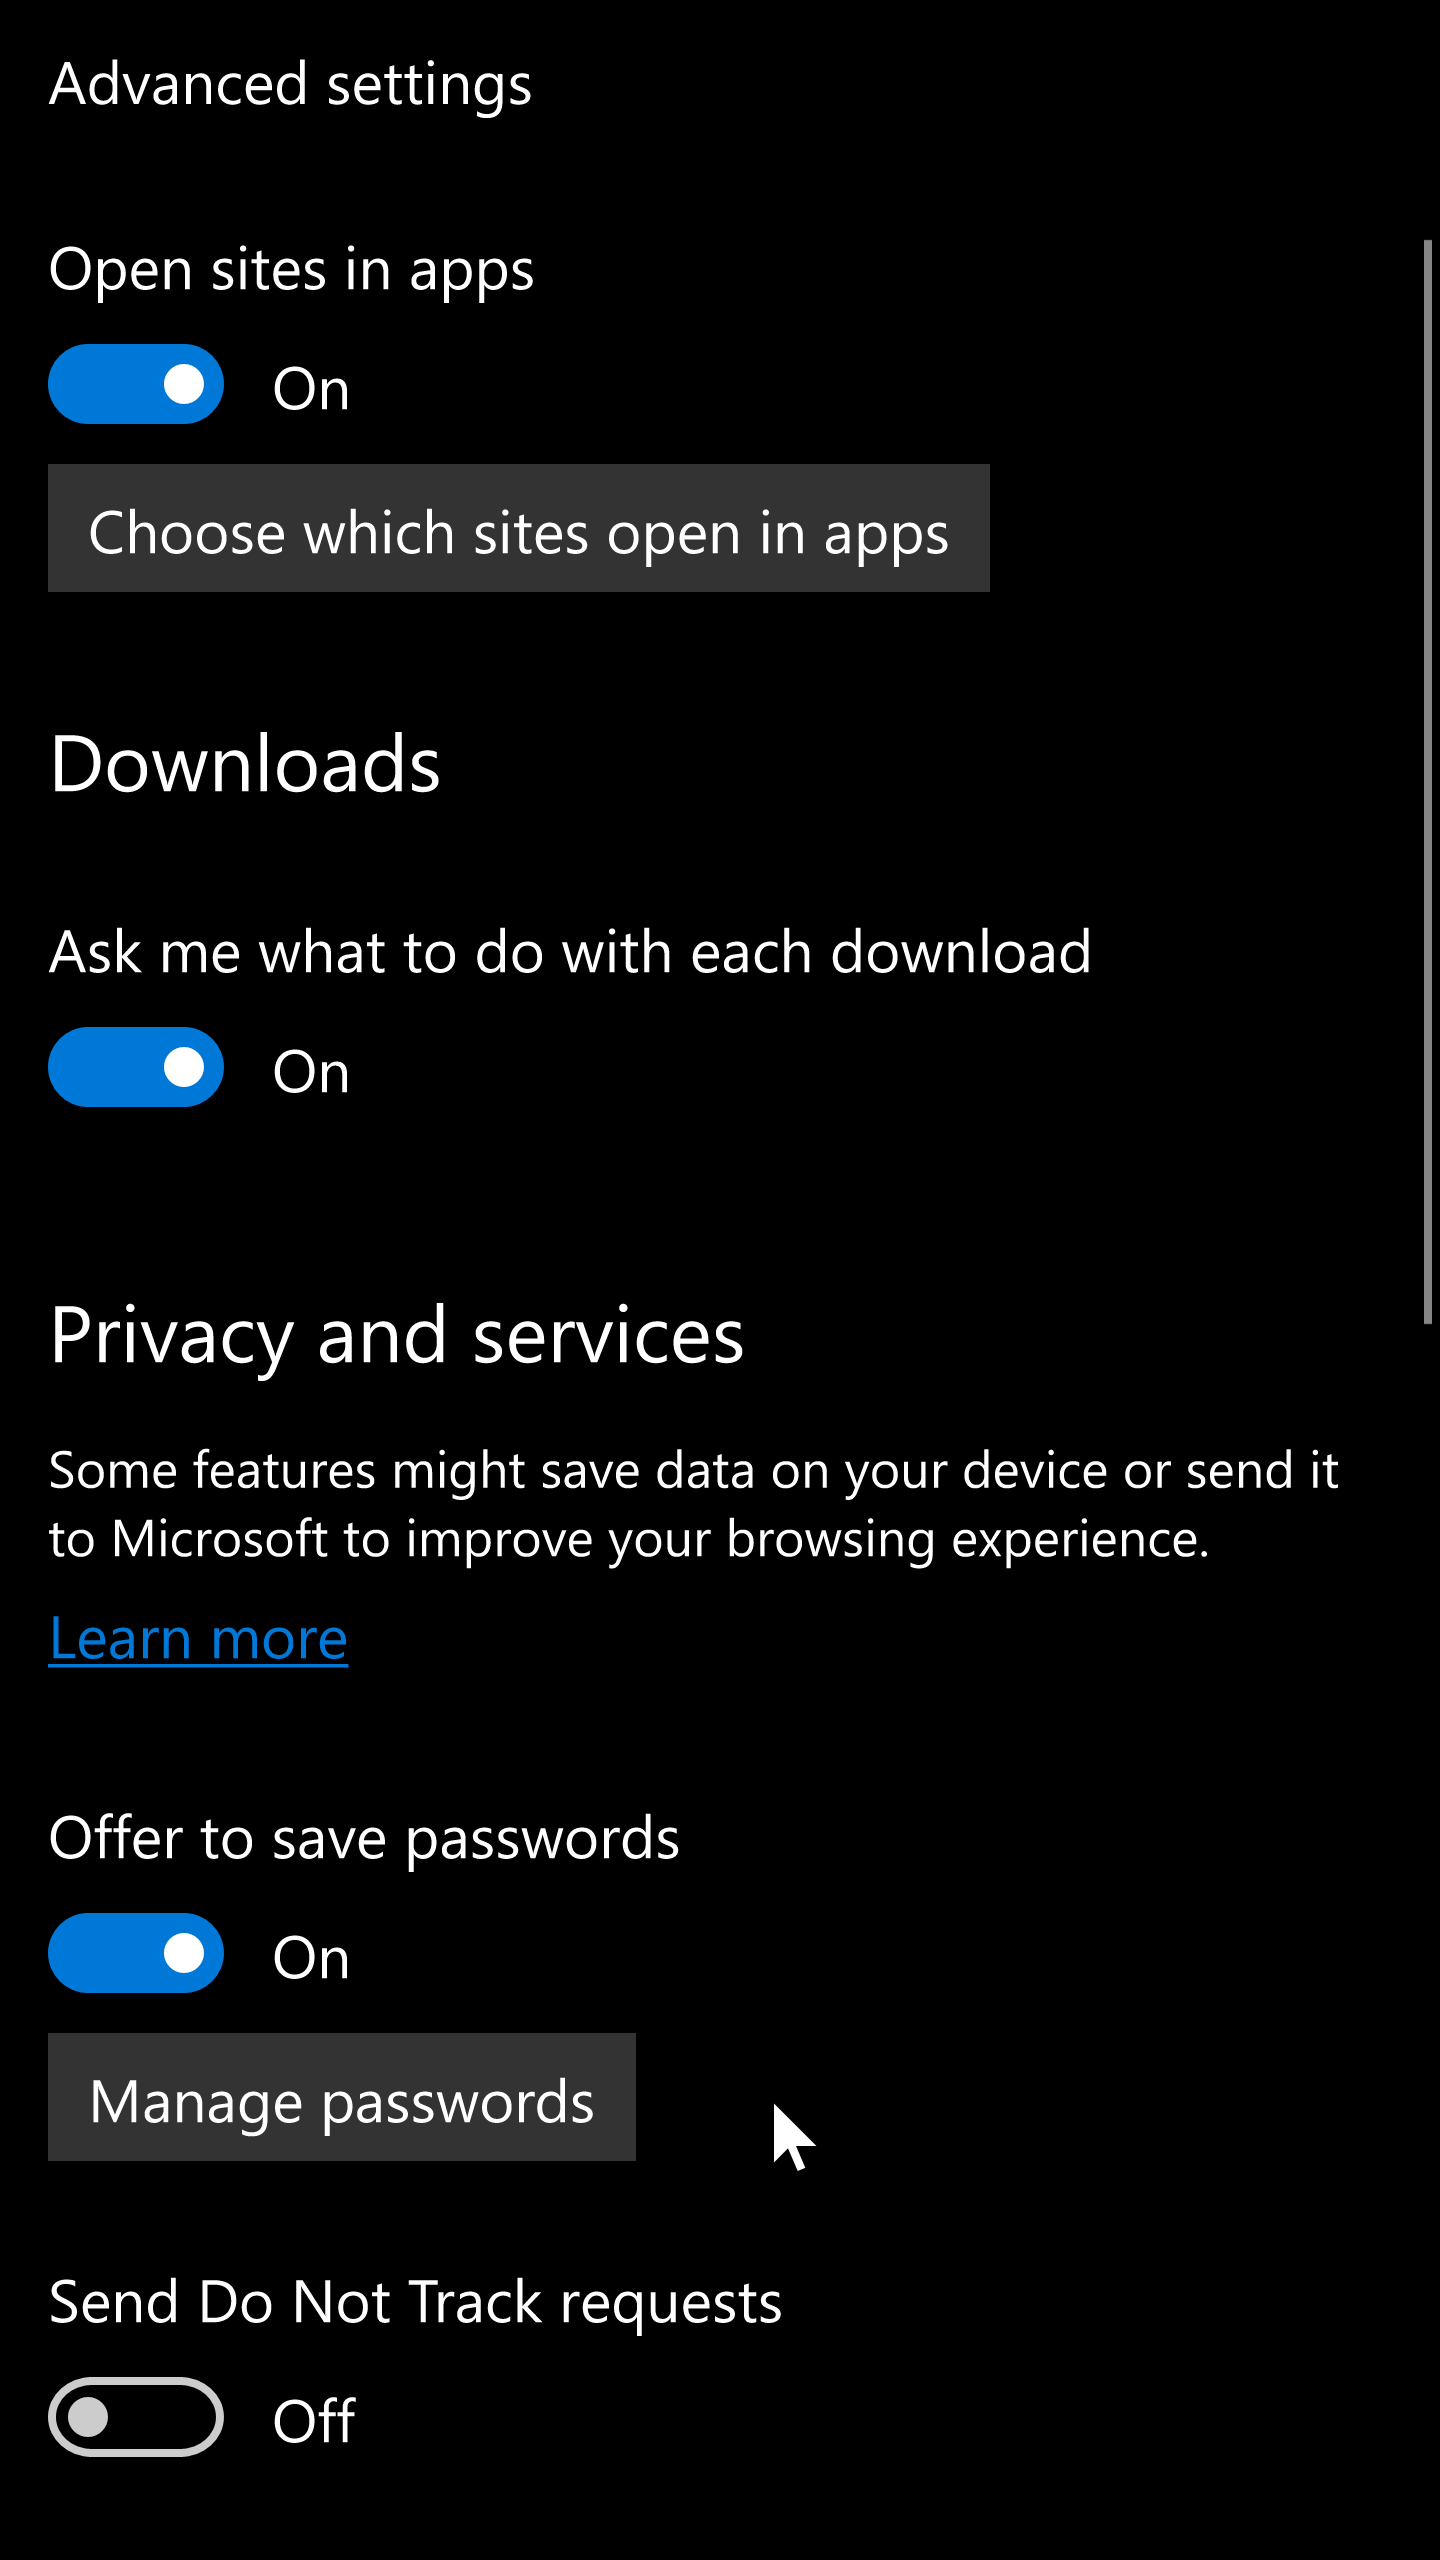 Advanced settings
Open sites in apps
On
Choose which sites open in apps
Downloads
Ask me what to do with each download
On
Privacy and services
Some features might save data on your device or send it
to Microsoft to improve your browsing experience.
Learn more
Offer to save passwords
On
Manage passwords
Send Do Not Track requests
Off